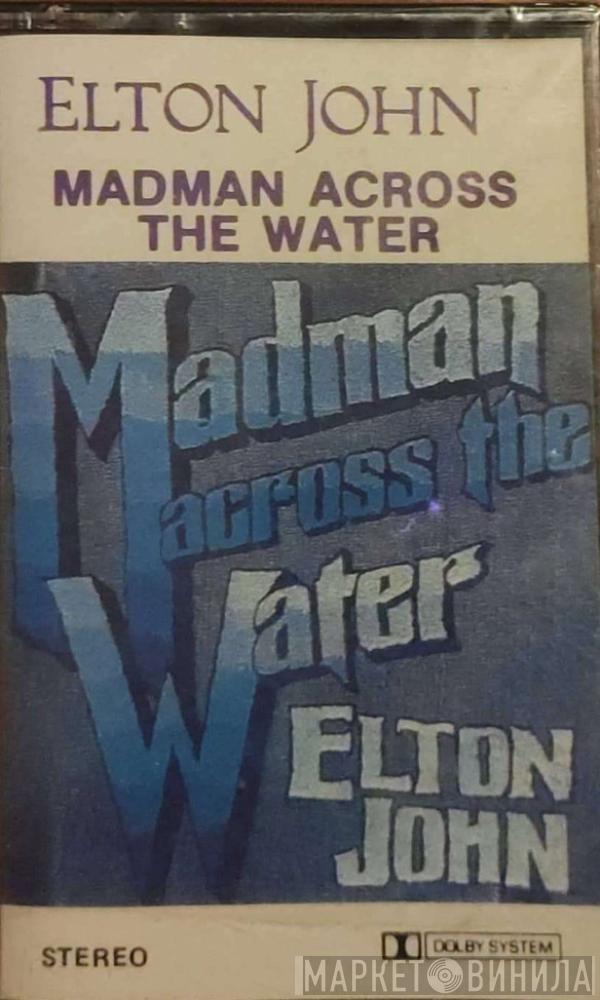 ELTON JOHN
MADMAN ACROSS
THE WATER
Madman
across the
Water
ELTON
JOHN
STEREO
DOLBY SYSTEM
МАРКЕТ ВИНИЛА